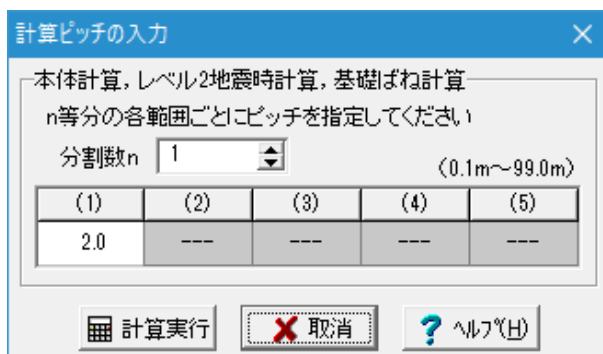 計算ピッチの入力
本体計算,レベル2地震時計算,基礎ばね計算
n等分の各範囲ごとにピッチを指定してください
分割数n 1
(0.1m～99.0m)
(1) (2) (3) (4) (5)
2.0 --- --- --- ---
計算実行 取消 ヘルプ(H)